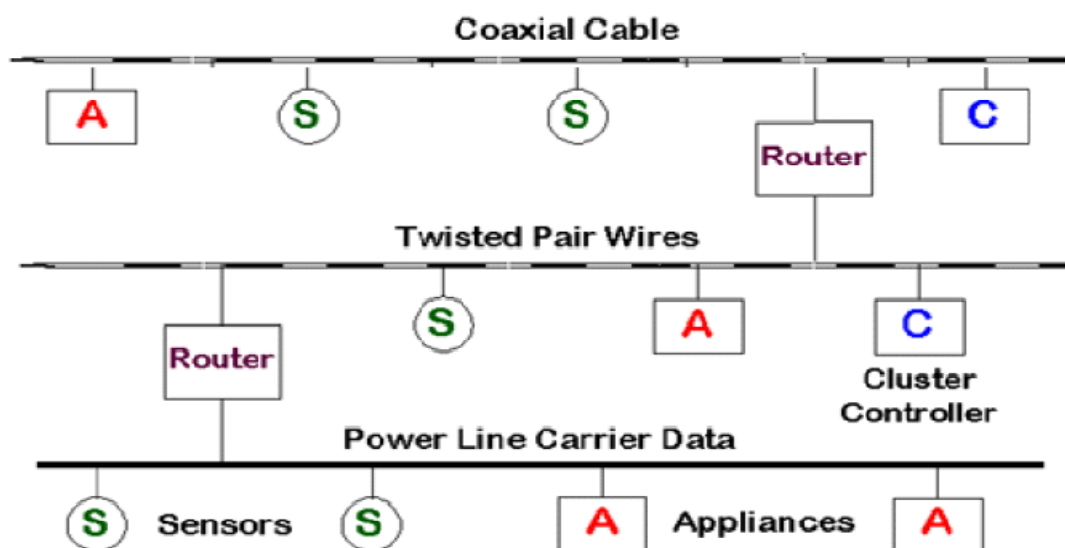 Coaxial Cable
A S S C
Router
Twisted Pair Wires
S A C
Router
Cluster
Controller
Power Line Carrier Data
S Sensors S A Appliances A